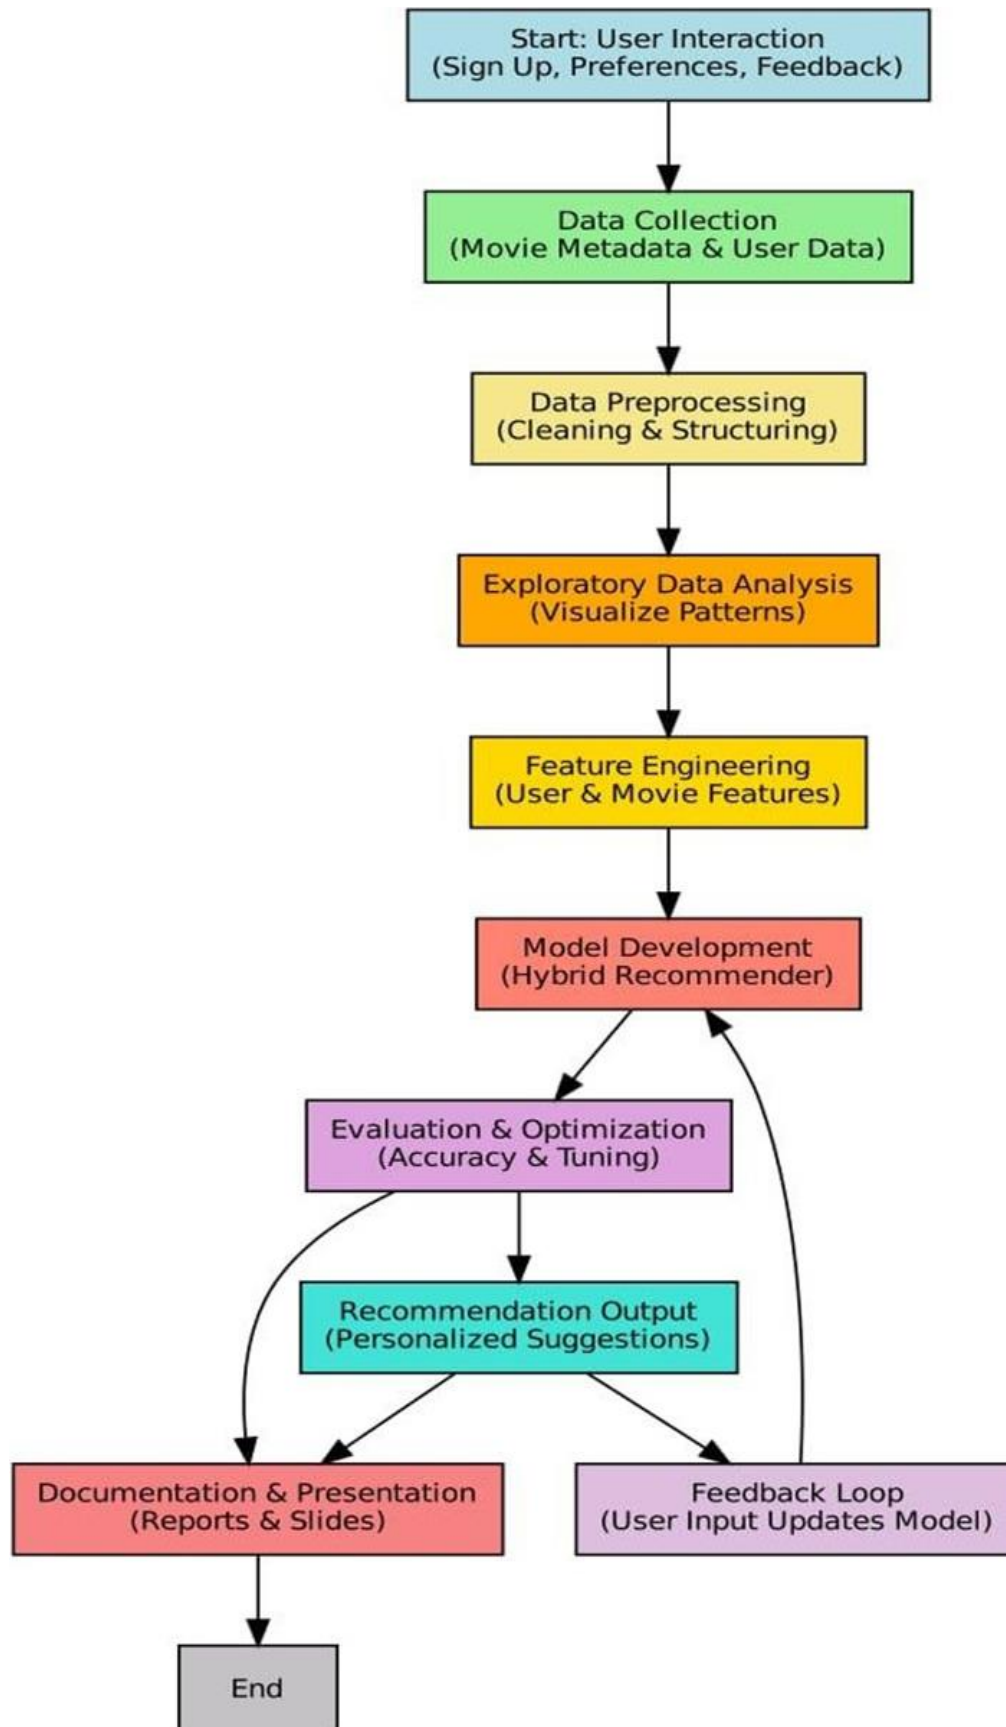 Start: User Interaction
(Sign Up, Preferences, Feedback)
Data Collection
(Movie Metadata & User Data)
Data Preprocessing
(Cleaning & Structuring)
Exploratory Data Analysis
(Visualize Patterns)
Feature Engineering
(User & Movie Features)
Model Development
(Hybrid Recommender)
Evaluation & Optimization
(Accuracy & Tuning)
Recommendation Output
(Personalized Suggestions)
Documentation & Presentation
(Reports & Slides)
Feedback Loop
(User Input Updates Model)
End